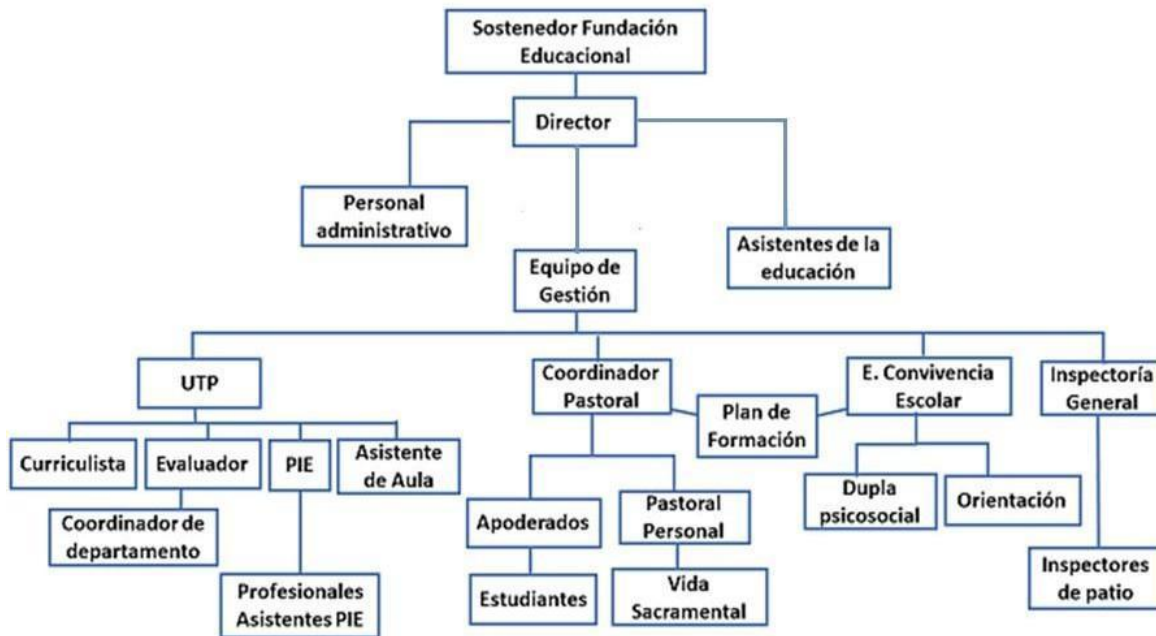 Sostenedor Fundación
Educacional
Director
Personal
administrativo
Asistentes de la
educación
Equipo de
Gestión
UTP
Coordinador
Pastoral
Plan de
Formación
E. Convivencia
Escolar
Inspectoría
General
Curriculista
Evaluador
PIE
Asistente
de Aula
Coordinador de
departamento
Profesionales
Asistentes PIE
Apoderados
Estudiantes
Pastoral
Personal
Vida
Sacramental
Dupla
psicosocial
Orientación
Inspectores
de patio